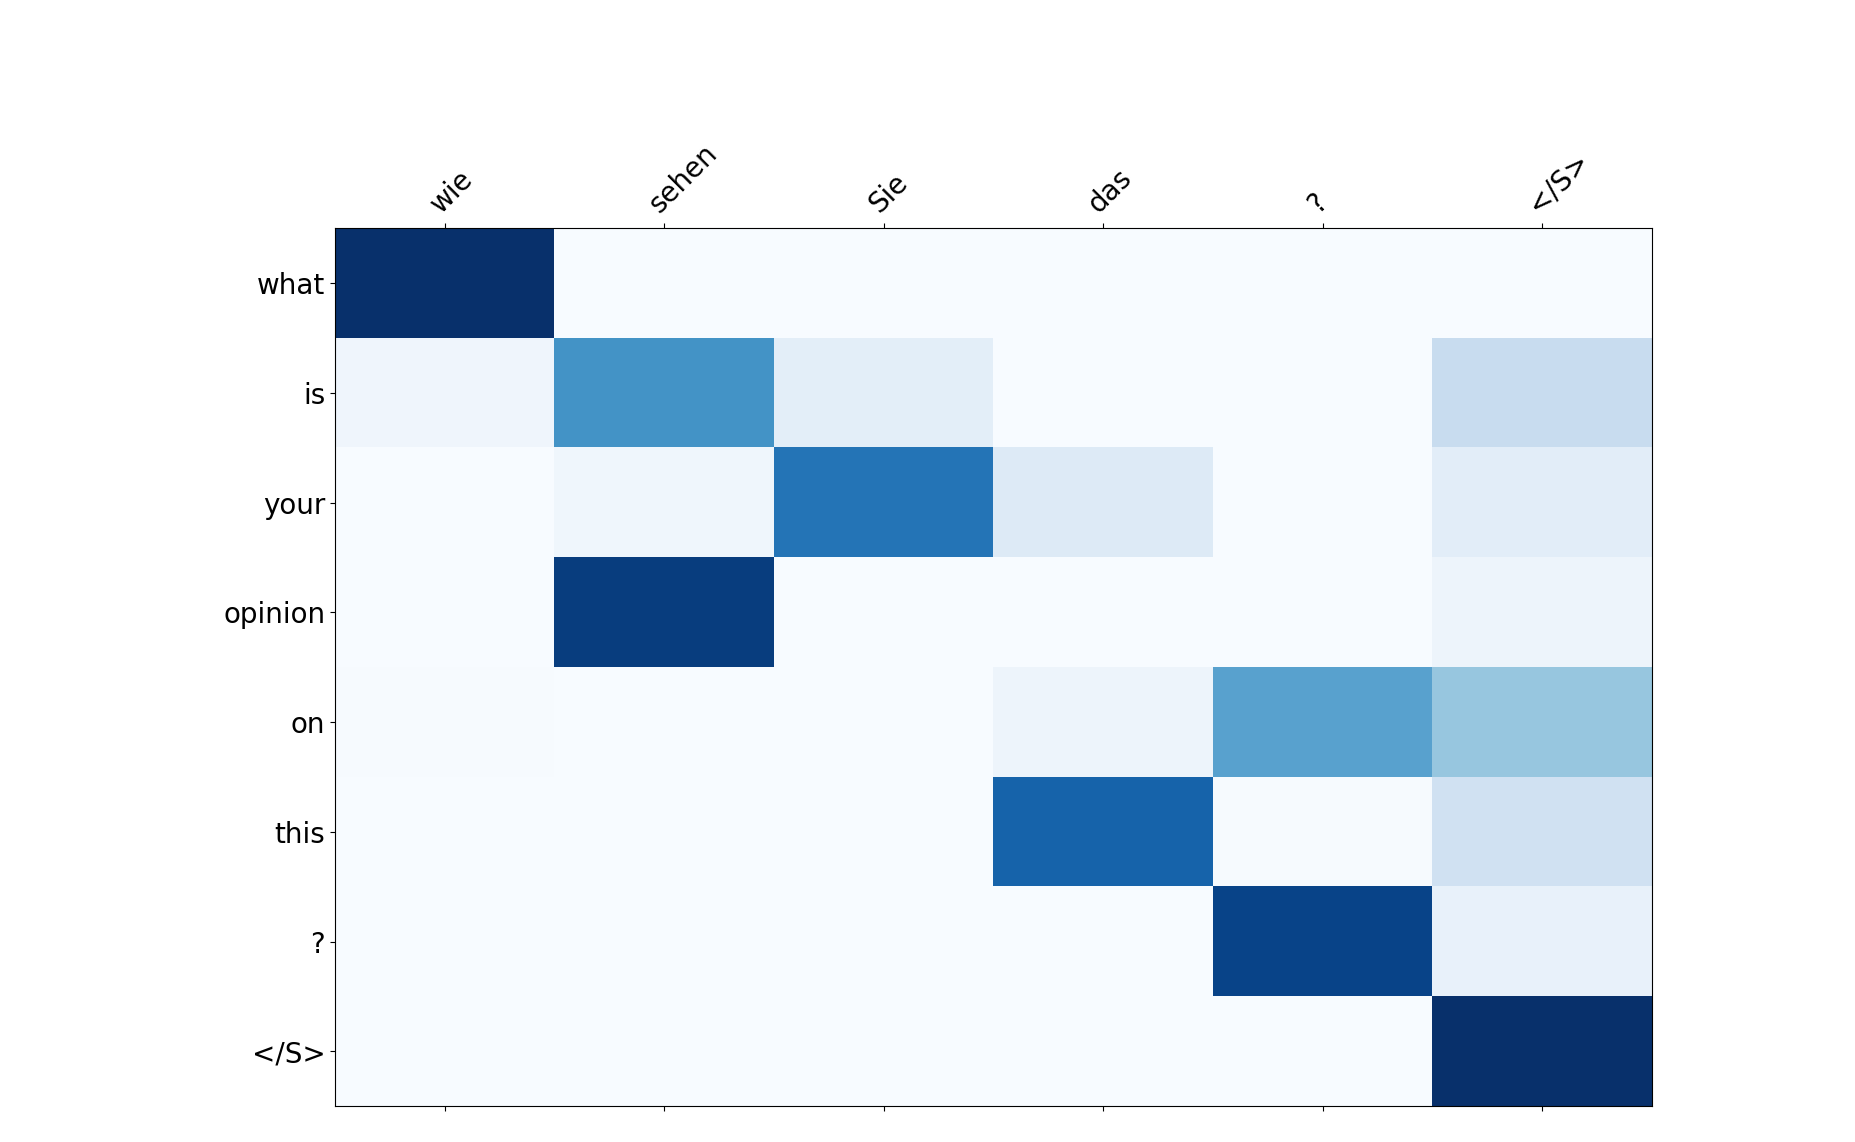 wie sehen Sie das ? </S>
what
is
your
opinion
on
this
?
</S>